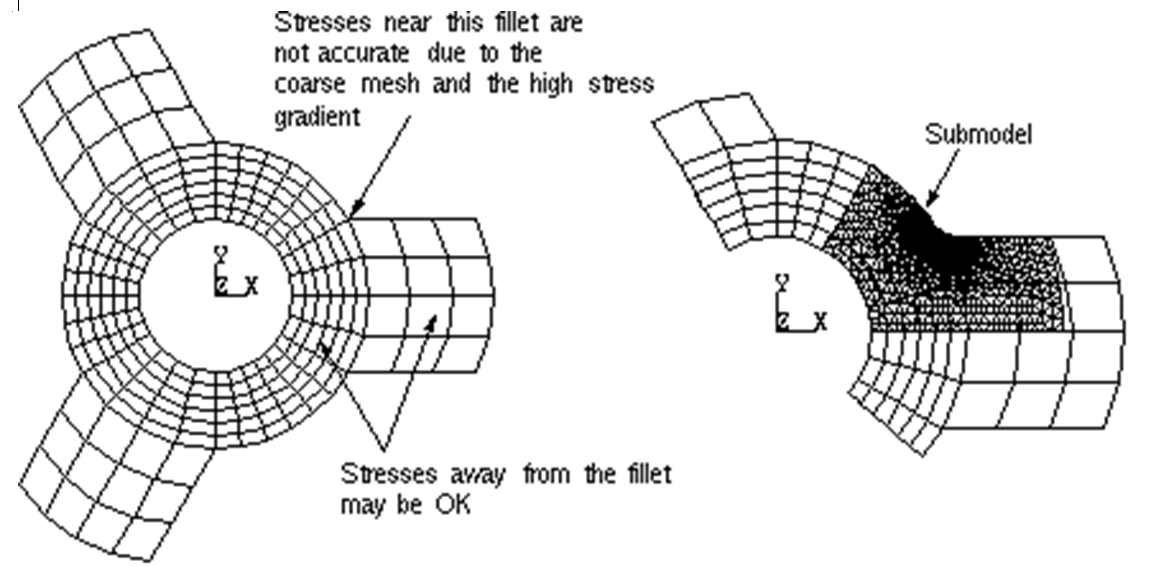 Stresses near this fillet are
not accurate due to the
coarse mesh and the high stress
gradient
Submodel
Y
Z X
Y
Z X
Stresses away from the fillet
may be OK